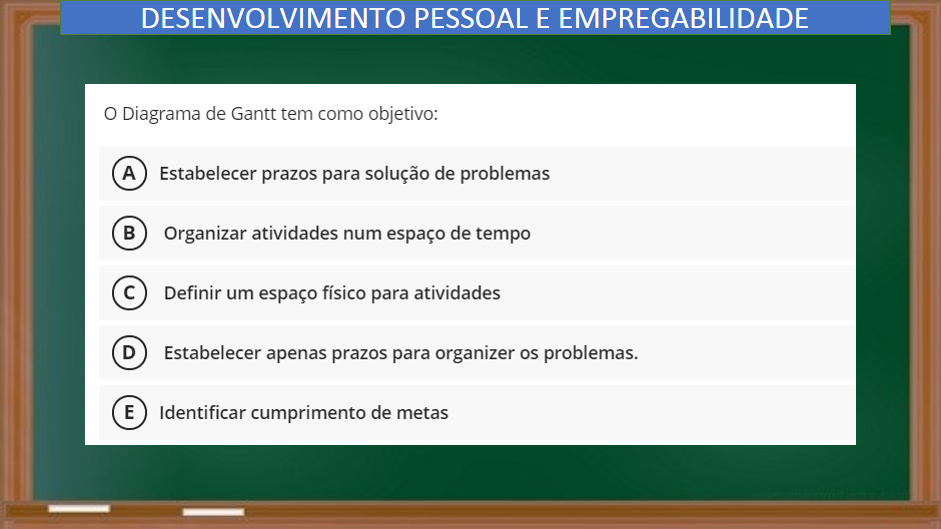 DESENVOLVIMENTO PESSOAL E EMPREGABILIDADE
O Diagrama de Gantt tem como objetivo:
A Estabelecer prazos para solução de problemas
B Organizar atividades num espaço de tempo
C Definir um espaço físico para atividades
D Estabelecer apenas prazos para organizer os problemas.
E Identificar cumprimento de metas